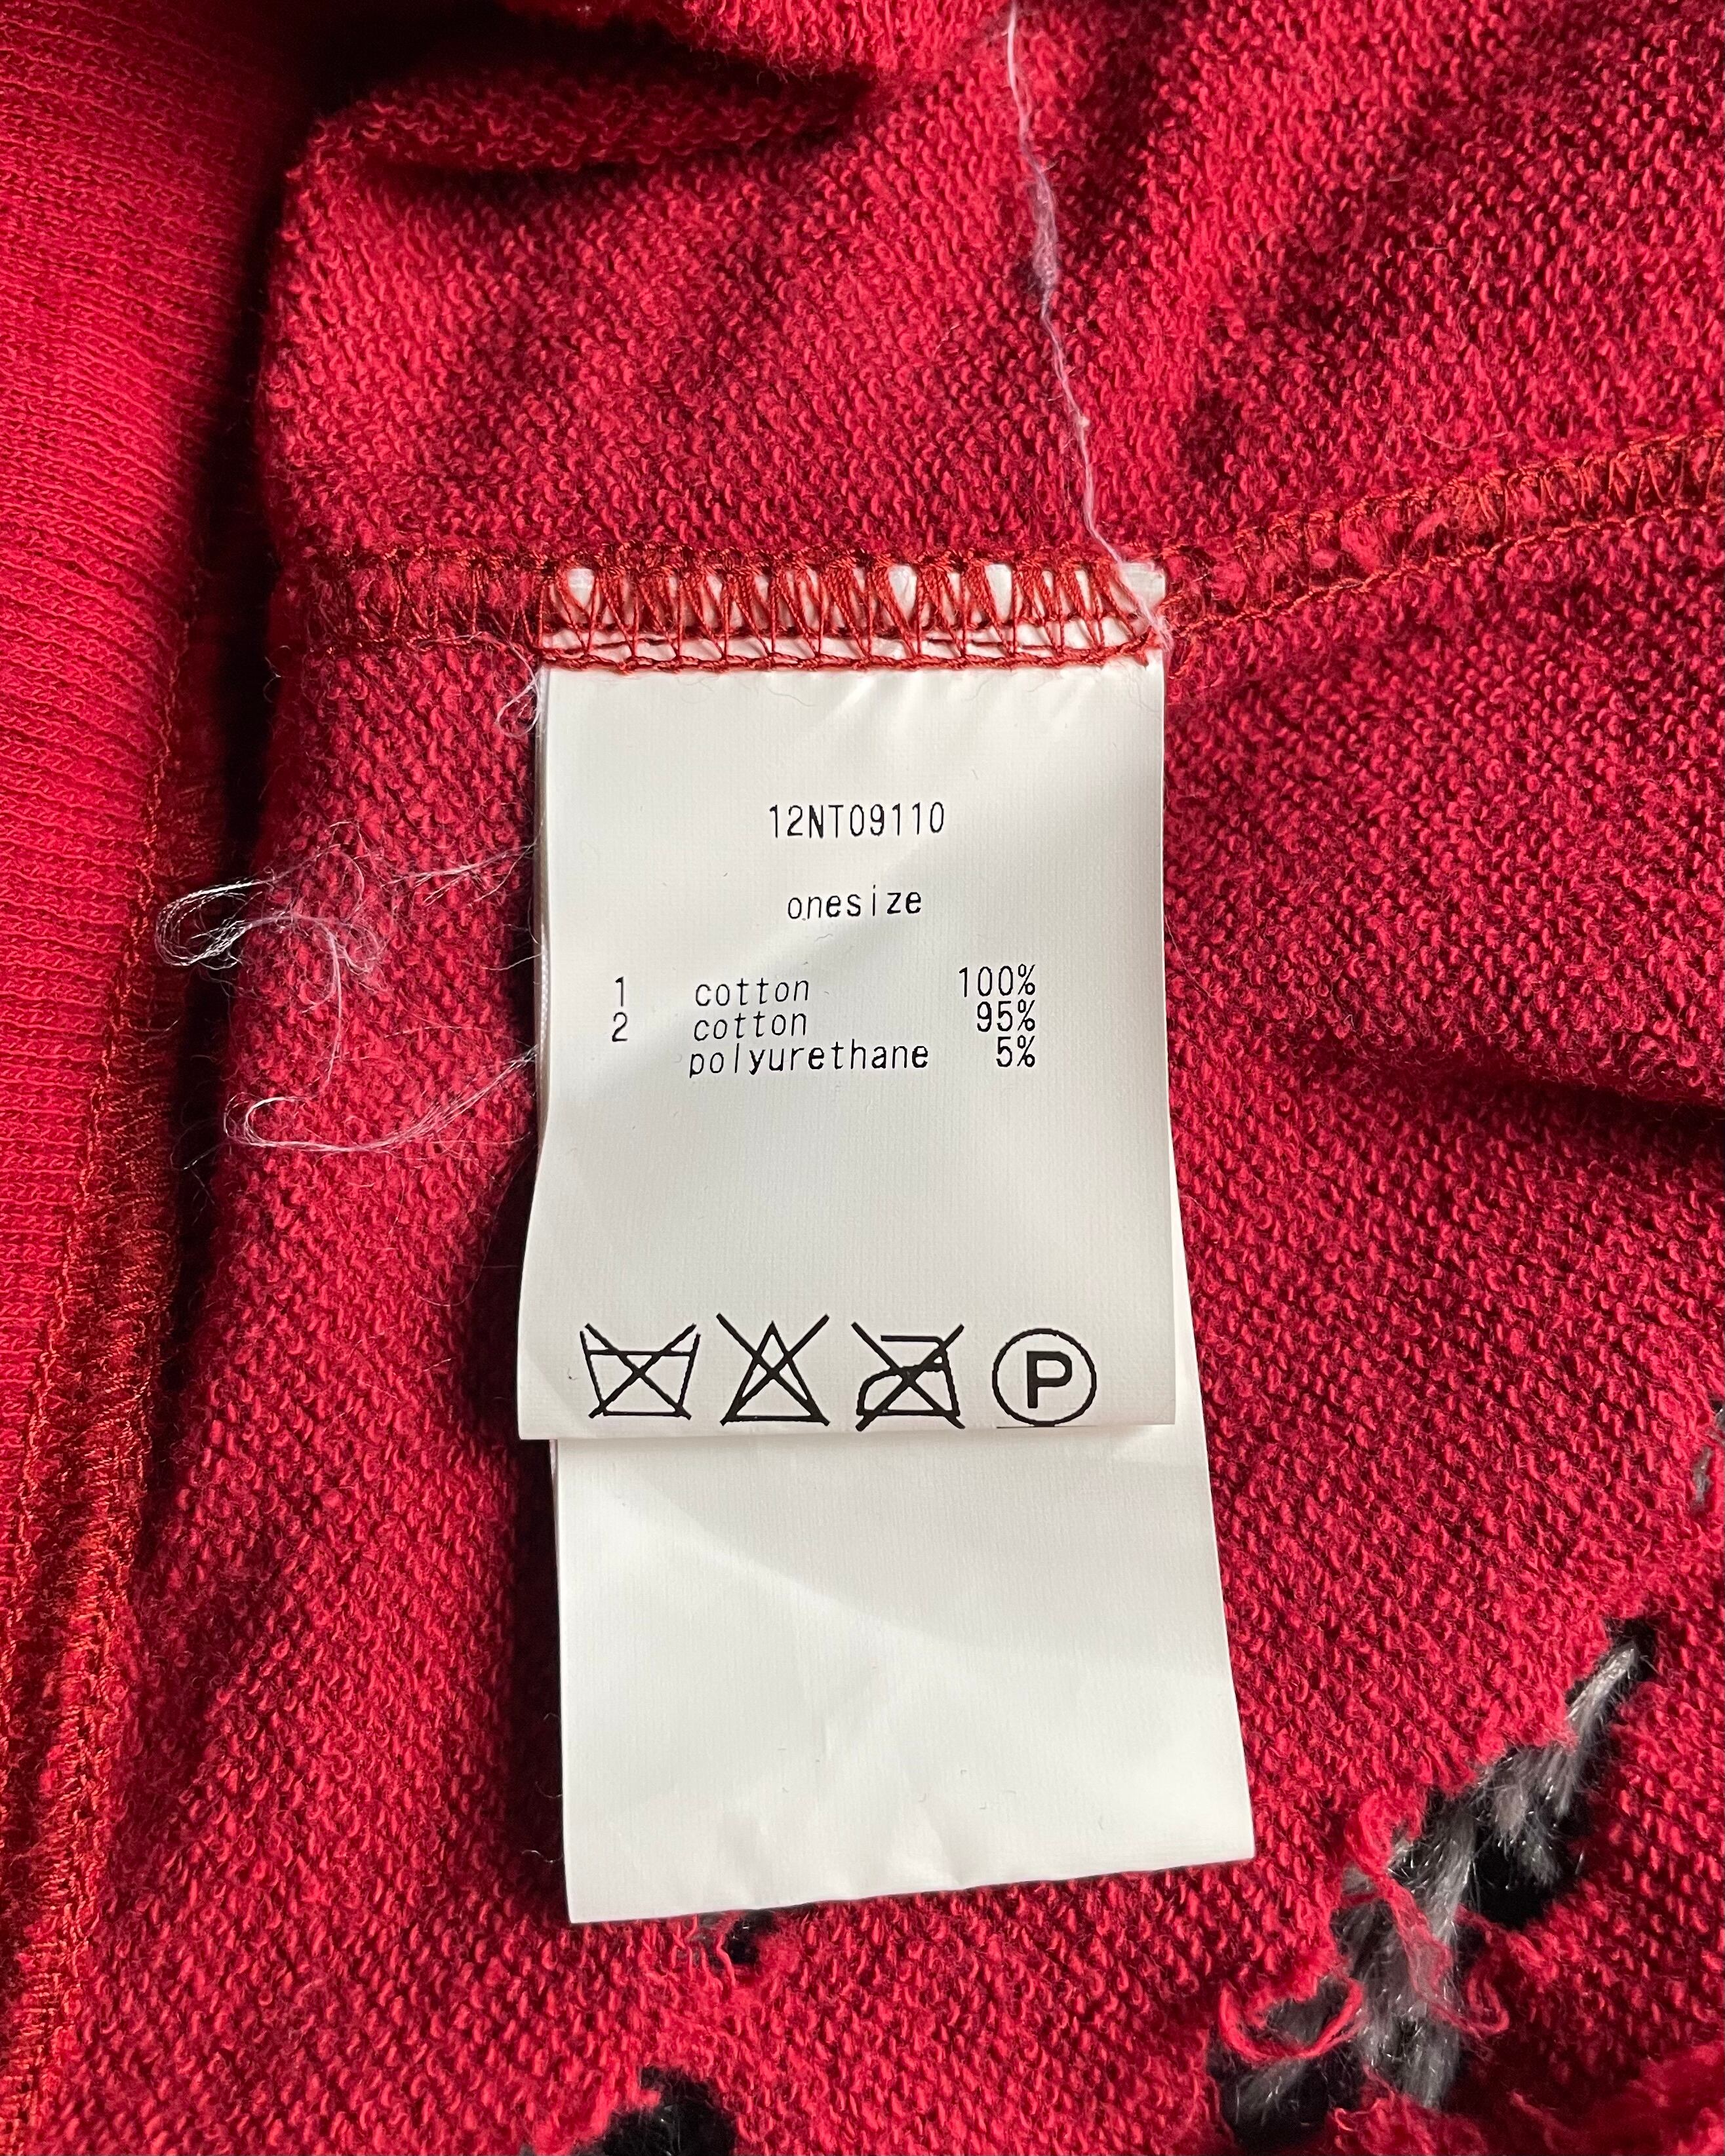 12NT09110
onesize
1 cotton 100%
2 cotton 95%
polyurethane 5%
P